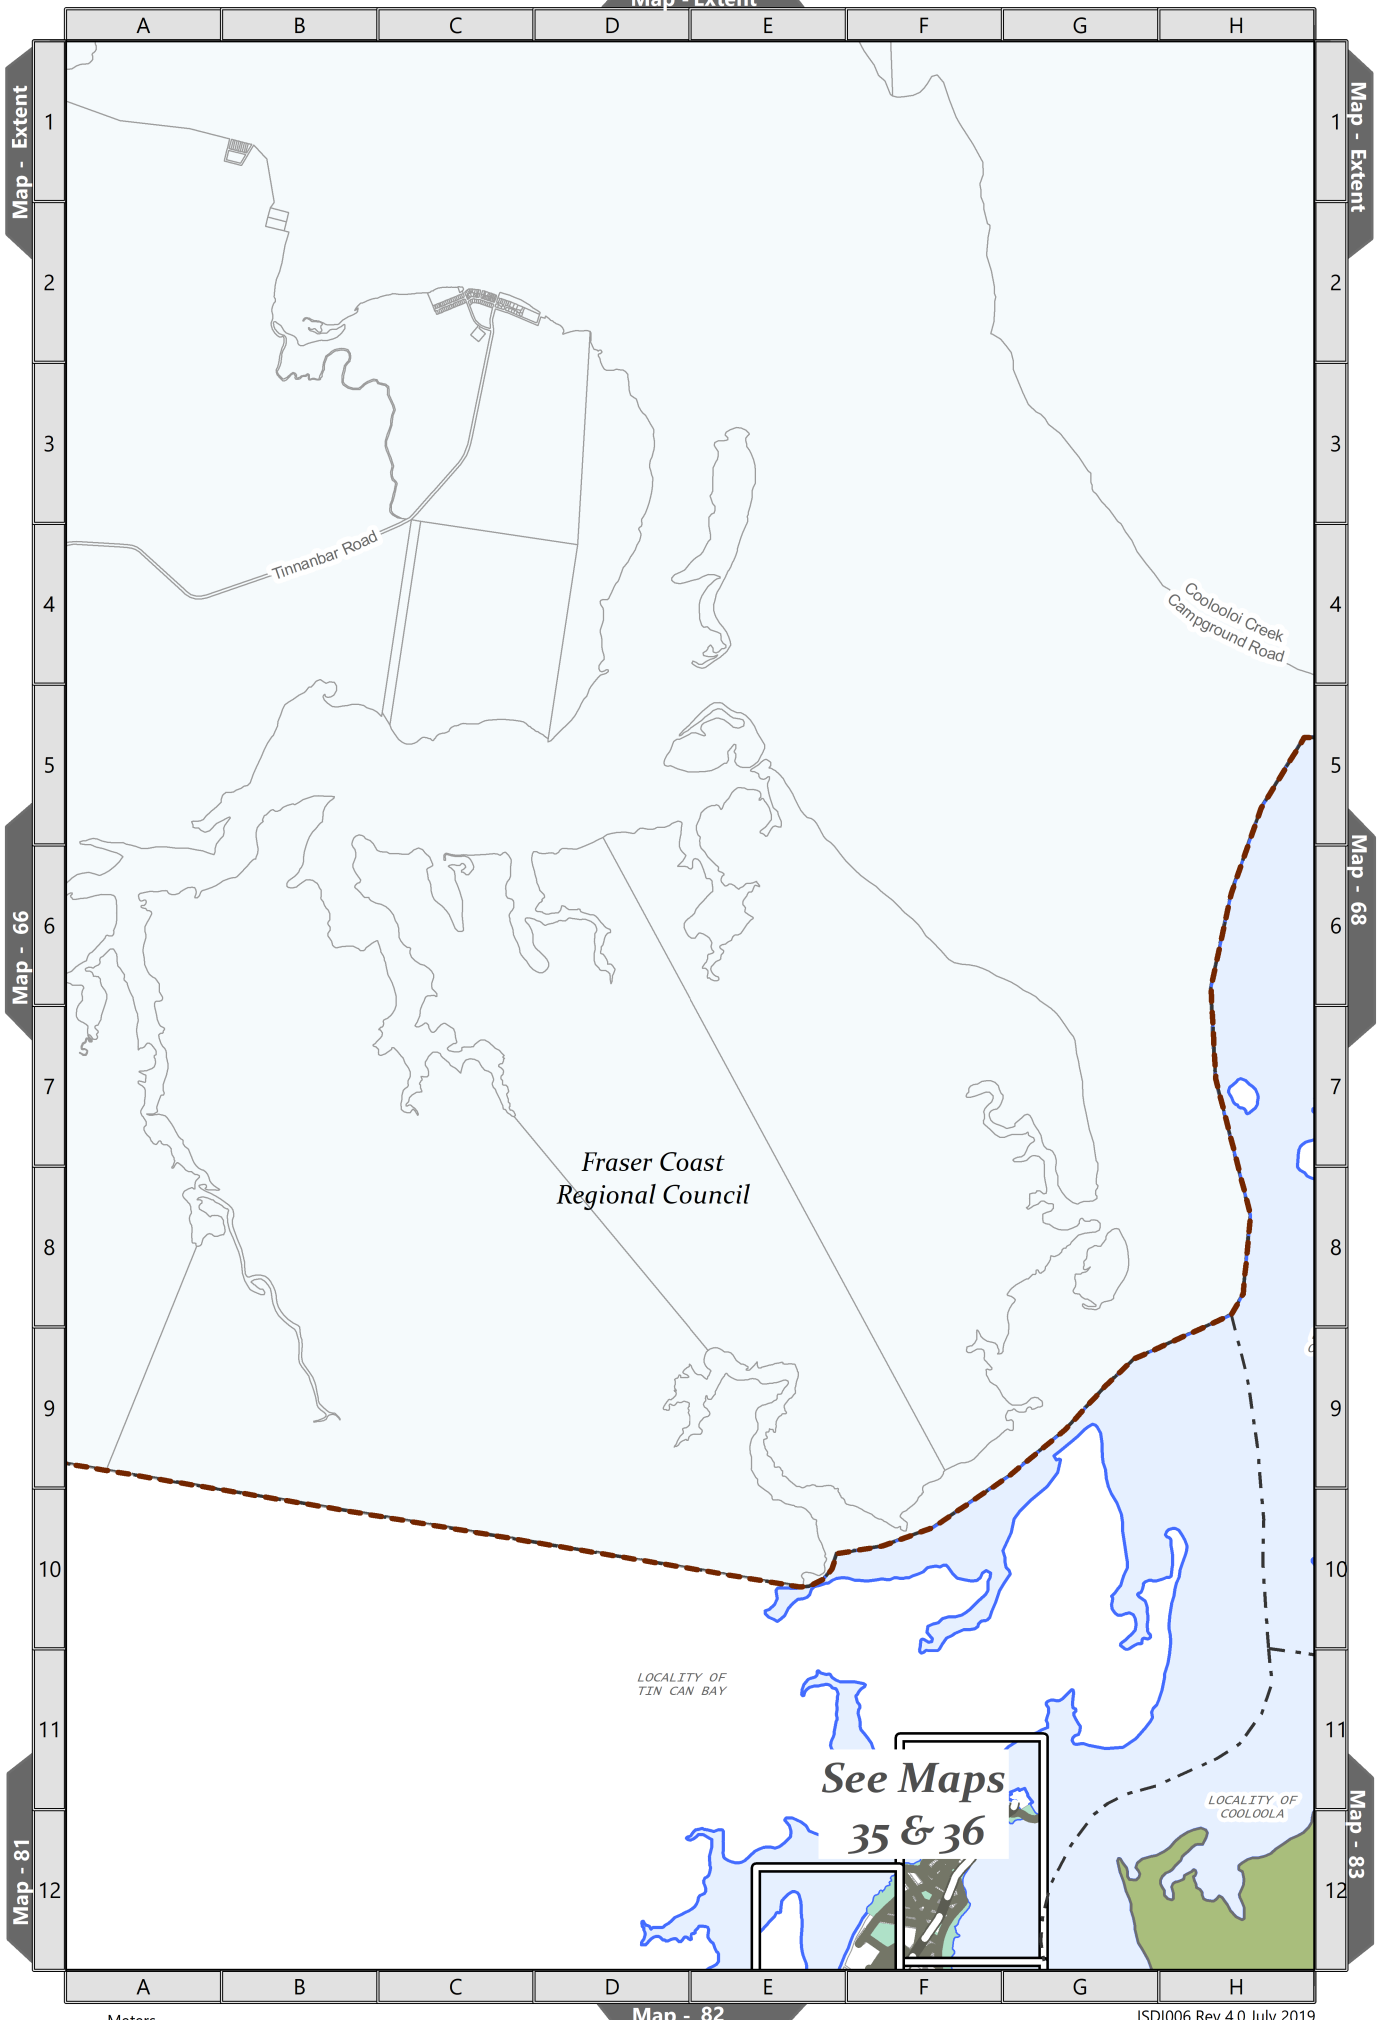 Map - Extent
A B C D E F G H
Map - Extent
Map - Extent
1 1
2 2
3 3
Tinnanbar Road
4 4
Coolooloi Creek
Campground Road
5 5
Map - 66
Map - 68
6 6
7 7
Fraser Coast
Regional Council
8 8
9 9
10 10
LOCALITY OF
TIN CAN BAY
11 11
See Maps
35 & 36
LOCALITY OF
COOLOOLA
Map - 81
Map - 83
12 12
A B C D E F G H
Meters
Map - 82
ISDI006 Rev 4.0 July 2019